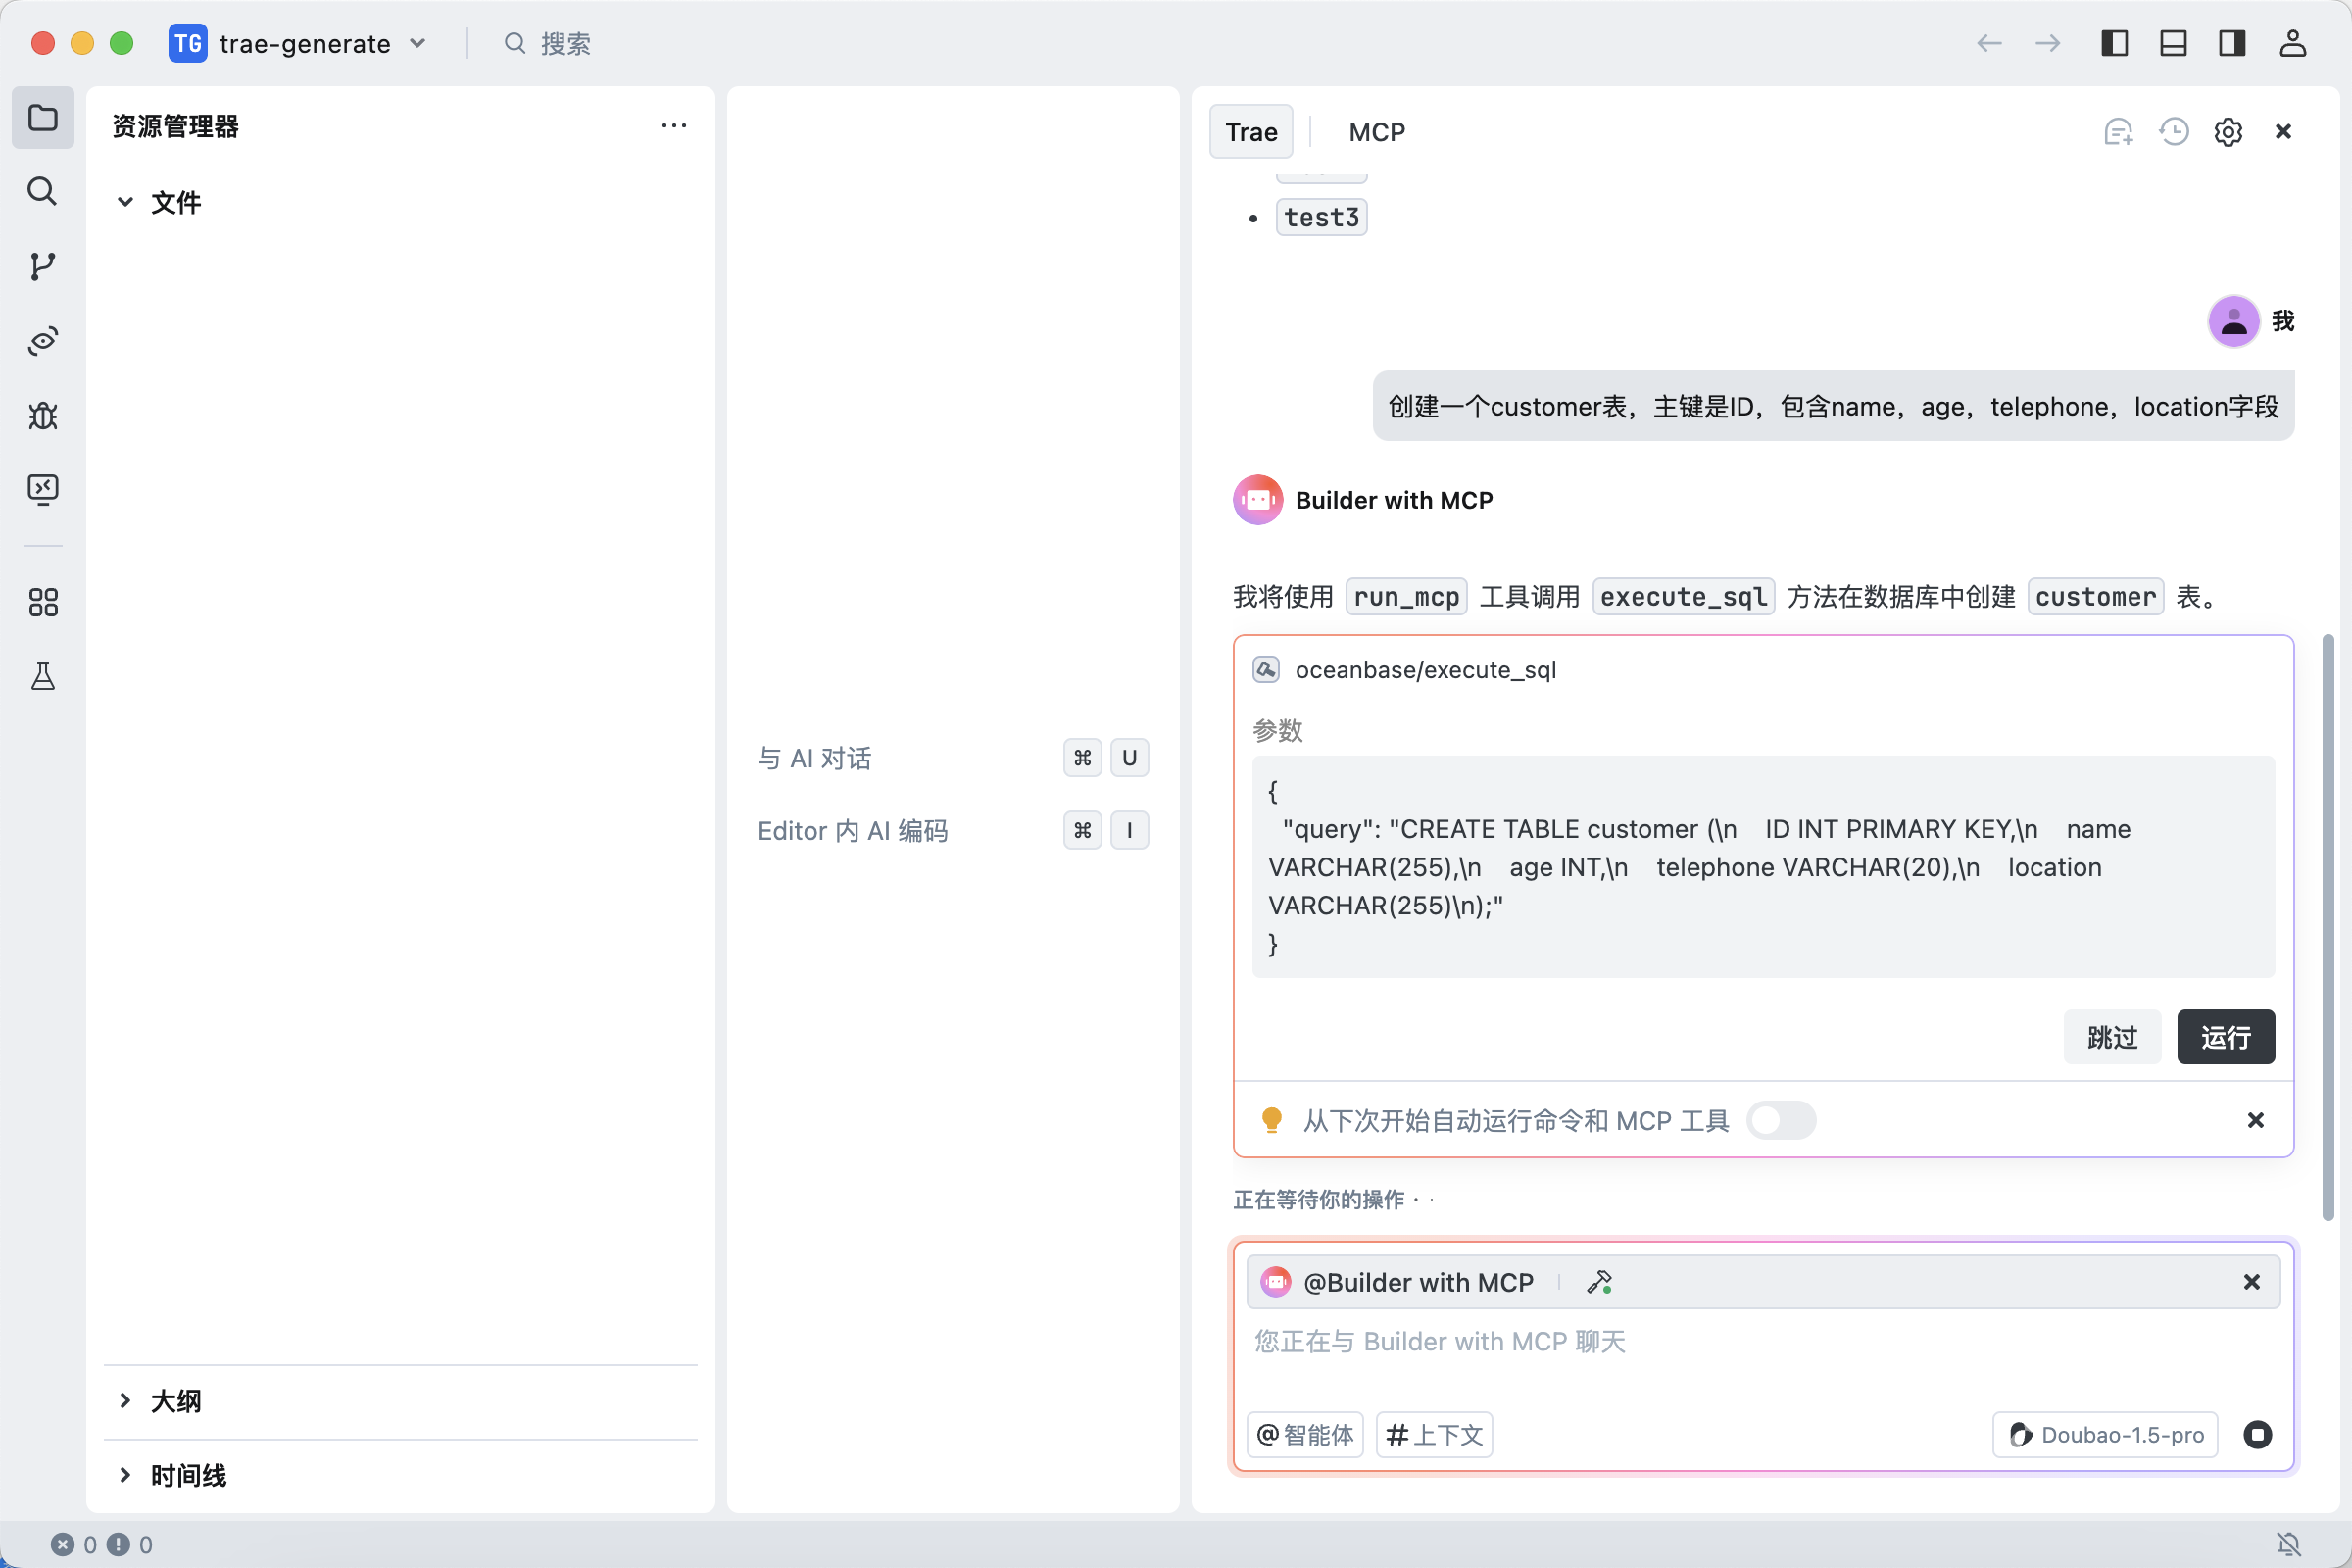 TG trae-generate
搜索
资源管理器
文件
大纲
时间线
与 AI 对话 ⌘ U
Editor 内 AI 编码 ⌘ I
Trae MCP
test3
我
创建一个customer表，主键是ID，包含name，age，telephone，location字段
Builder with MCP
我将使用 run_mcp 工具调用 execute_sql 方法在数据库中创建 customer 表。
oceanbase/execute_sql
参数
{
"query": "CREATE TABLE customer (\n    ID INT PRIMARY KEY,\n    name
VARCHAR(255),\n    age INT,\n    telephone VARCHAR(20),\n    location
VARCHAR(255)\n);"
}
跳过 运行
从下次开始自动运行命令和 MCP 工具
正在等待你的操作 · ·
@Builder with MCP
您正在与 Builder with MCP 聊天
@ 智能体 # 上下文 Doubao-1.5-pro
0 0